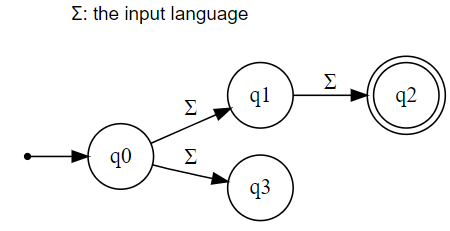 Σ: the input language
Σ
q1
Σ
q2
q0
Σ
q3